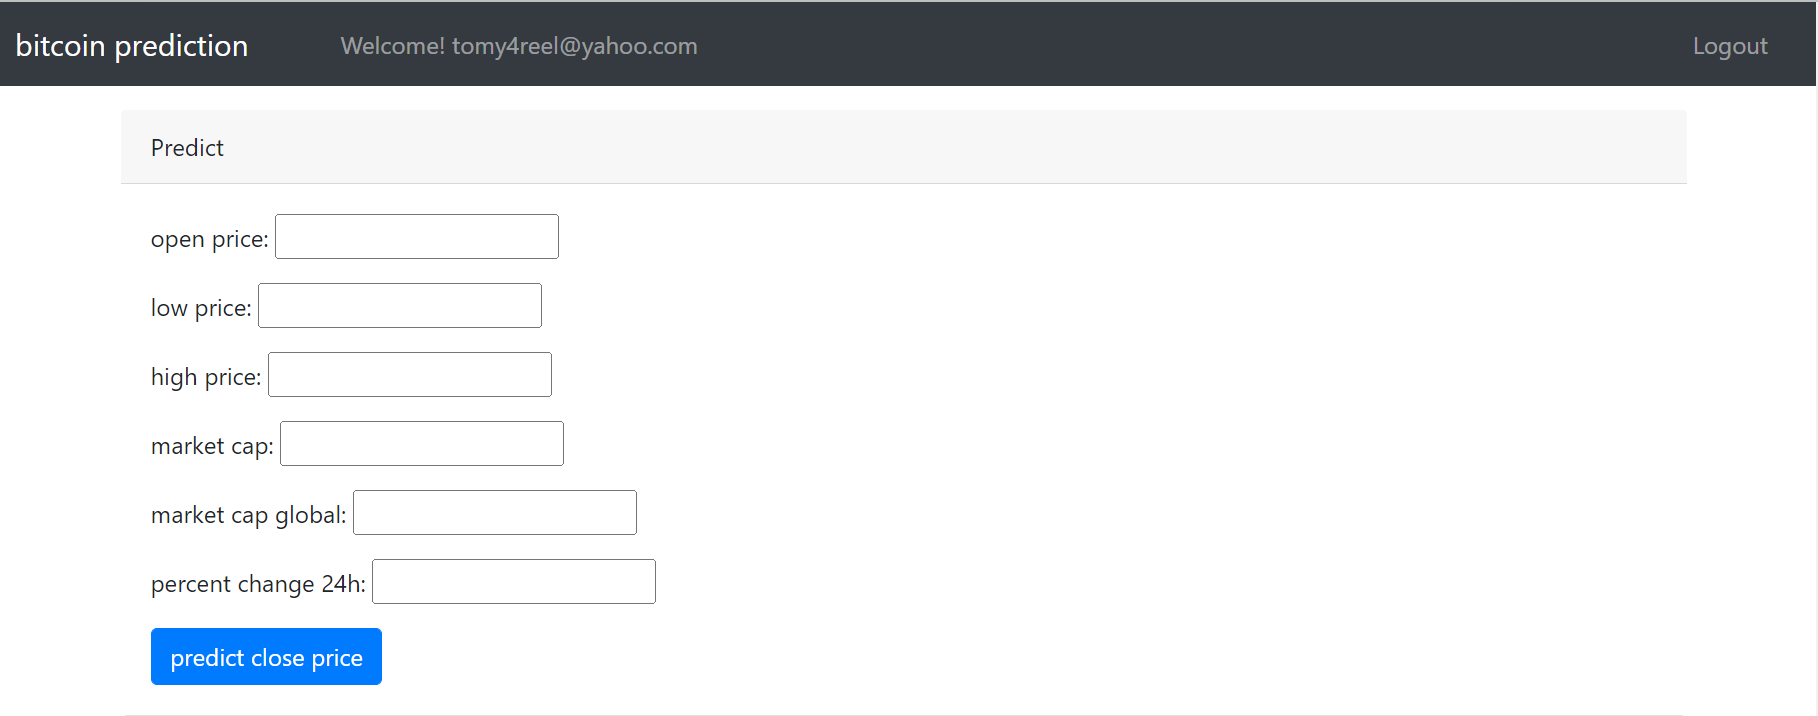 bitcoin prediction Welcome! tomy4reel@yahoo.com Logout
Predict
open price:
low price:
high price:
market cap:
market cap global:
percent change 24h:
predict close price